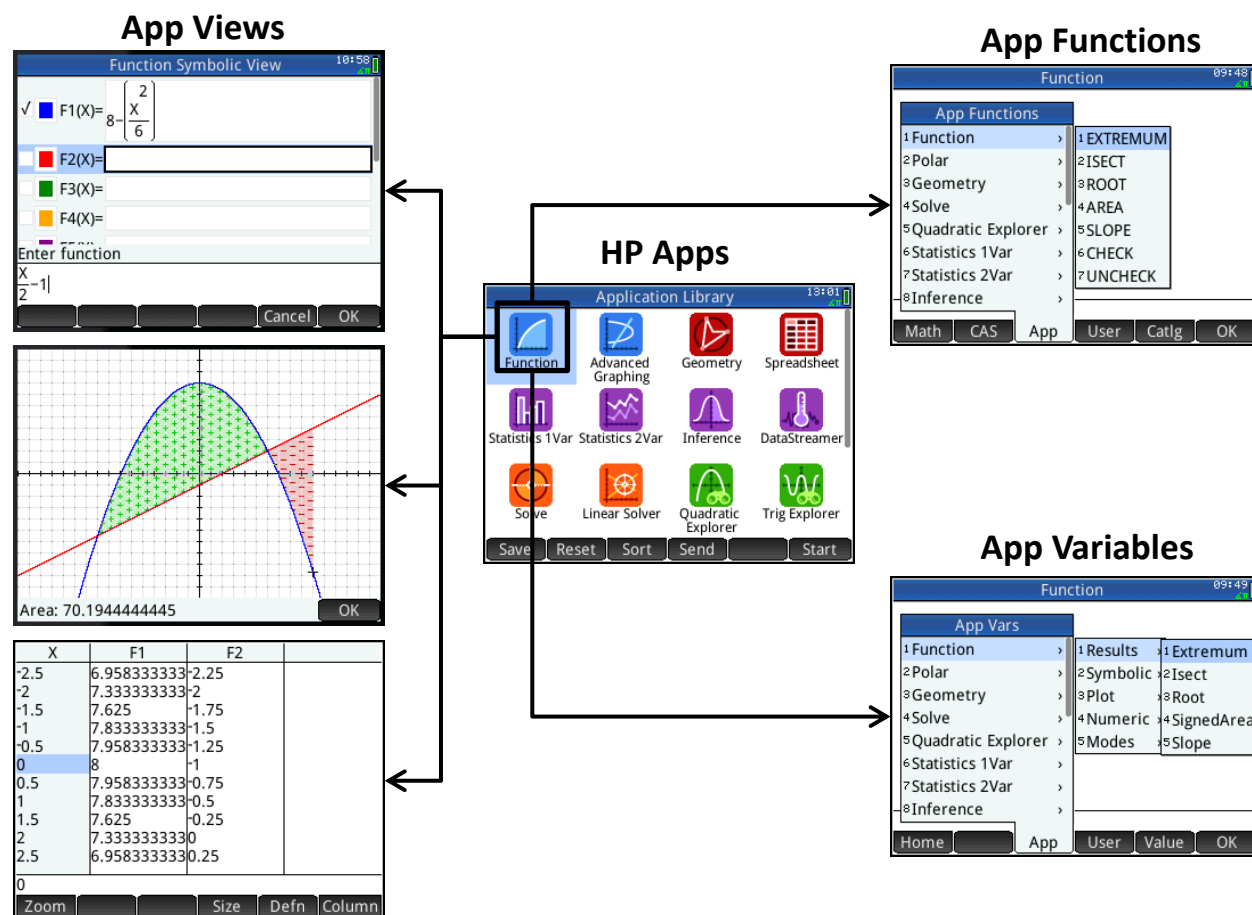 App Views
Function Symbolic View 10:58
∡π
√ F1(X)= 8-(X²/6)
F2(X)=
F3(X)=
F4(X)=
Enter function
X/2-1
Cancel OK
Area: 70.1944444445
OK
X F1 F2
-2.5 6.958333333 -2.25
-2 7.333333333 -2
-1.5 7.625 -1.75
-1 7.833333333 -1.5
-0.5 7.958333333 -1.25
0 8 -1
0.5 7.958333333 -0.75
1 7.833333333 -0.5
1.5 7.625 -0.25
2 7.333333333 0
2.5 6.958333333 0.25
0
Zoom Size Defn Column
HP Apps
Application Library 13:01
∡π
Function Advanced Graphing Geometry Spreadsheet
Statistics 1Var Statistics 2Var Inference DataStreamer
Solve Linear Solver Quadratic Explorer Trig Explorer
Save Reset Sort Send Start
App Functions
Function 09:48
∡π
App Functions
1 Function › 1 EXTREMUM
2 Polar › 2 ISECT
3 Geometry › 3 ROOT
4 Solve › 4 AREA
5 Quadratic Explorer › 5 SLOPE
6 Statistics 1Var › 6 CHECK
7 Statistics 2Var › 7 UNCHECK
8 Inference ›
Math CAS App User Catlg OK
App Variables
Function 09:49
∡π
App Vars
1 Function › 1 Results › 1 Extremum
2 Polar › 2 Symbolic › 2 Isect
3 Geometry › 3 Plot › 3 Root
4 Solve › 4 Numeric › 4 SignedArea
5 Quadratic Explorer › 5 Modes › 5 Slope
6 Statistics 1Var ›
7 Statistics 2Var ›
8 Inference ›
Home App User Value OK